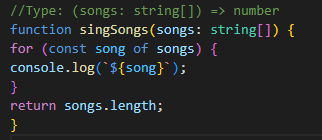 //Type: (songs: string[]) => number
function singSongs(songs: string[]) {
for (const song of songs) {
console.log(`${song}`);
}
return songs.length;
}